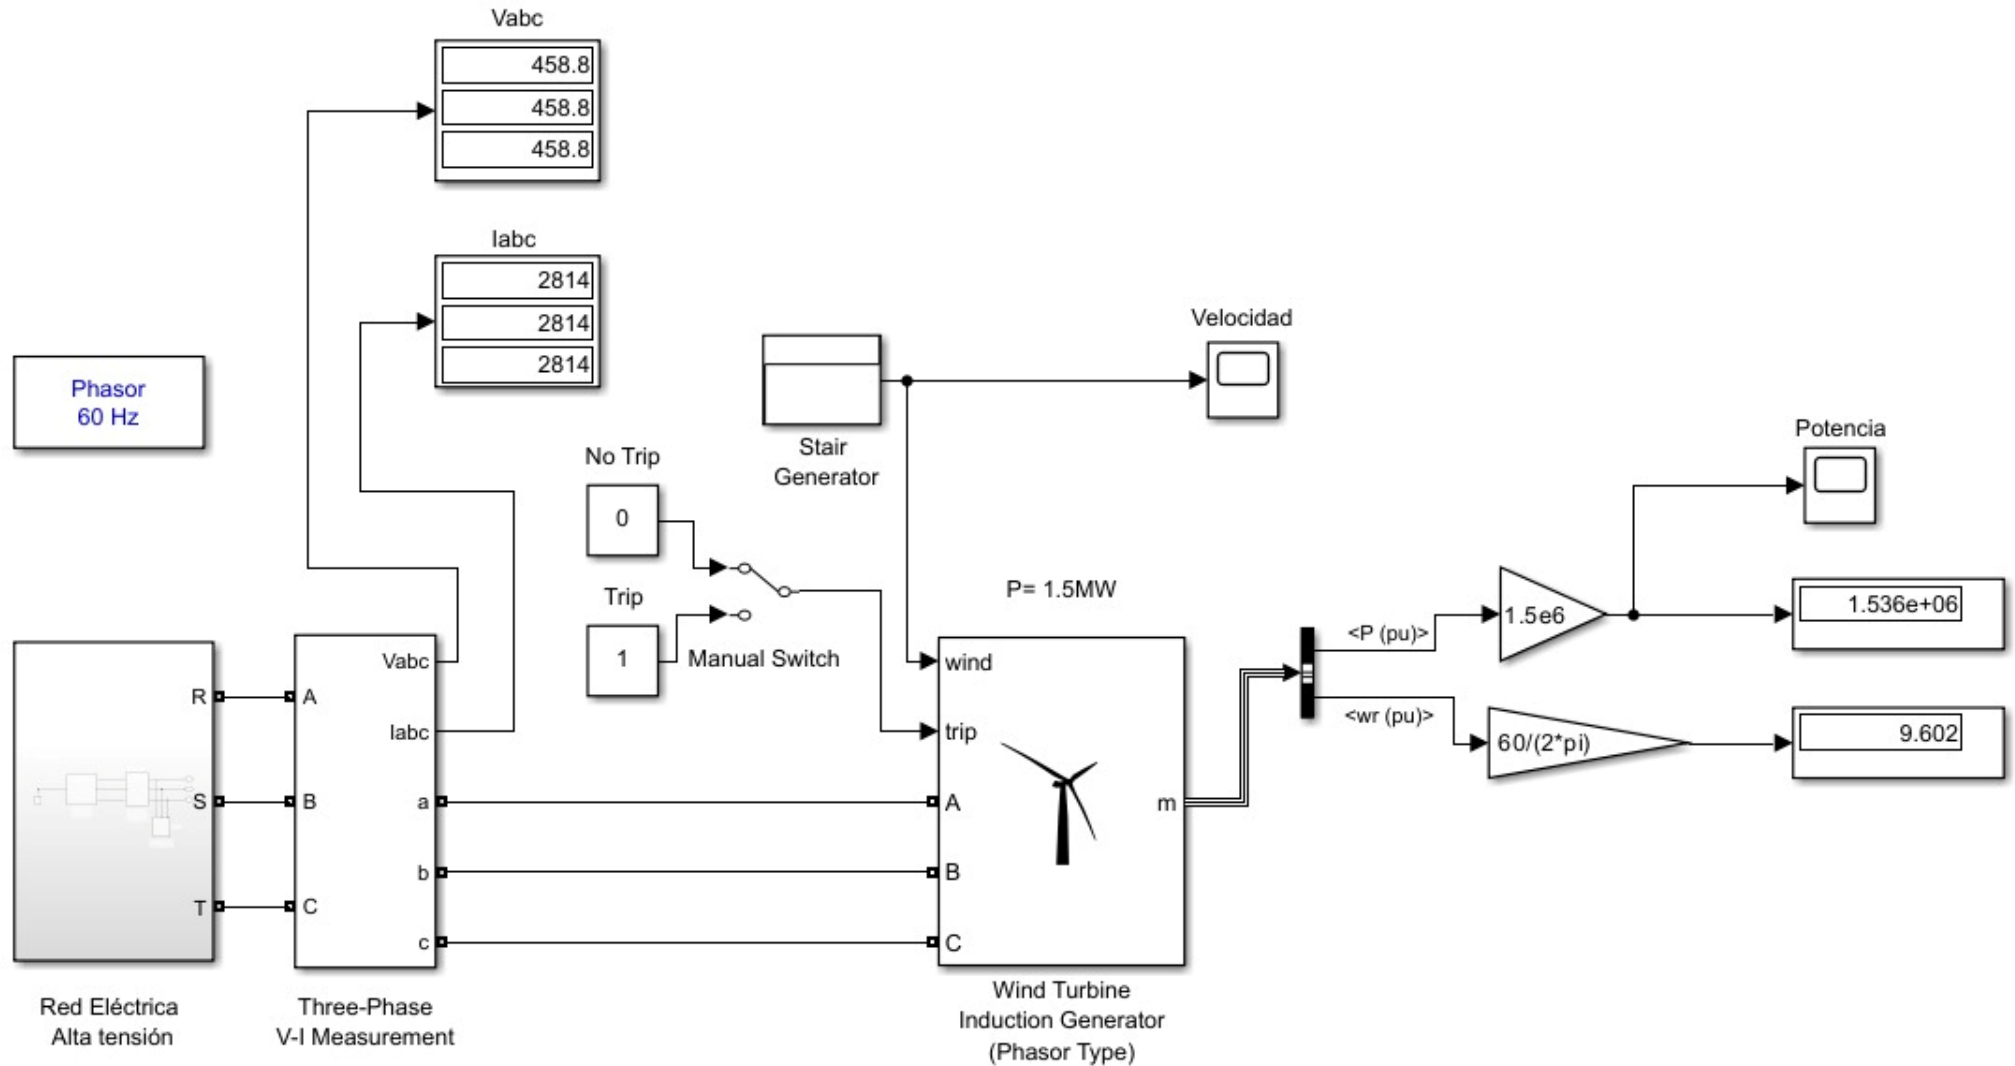 Vabc
458.8
458.8
458.8
Iabc
2814
2814
2814
Phasor
60 Hz
Velocidad
Stair
Generator
No Trip
0
Trip
1
Manual Switch
Potencia
P= 1.5MW
<P (pu)>
1.5e6
1.536e+06
<wr (pu)>
60/(2*pi)
9.602
R
S
T
Red Eléctrica
Alta tensión
A
B
C
Vabc
Iabc
a
b
c
Three-Phase
V-I Measurement
wind
trip
A
B
C
m
Wind Turbine
Induction Generator
(Phasor Type)